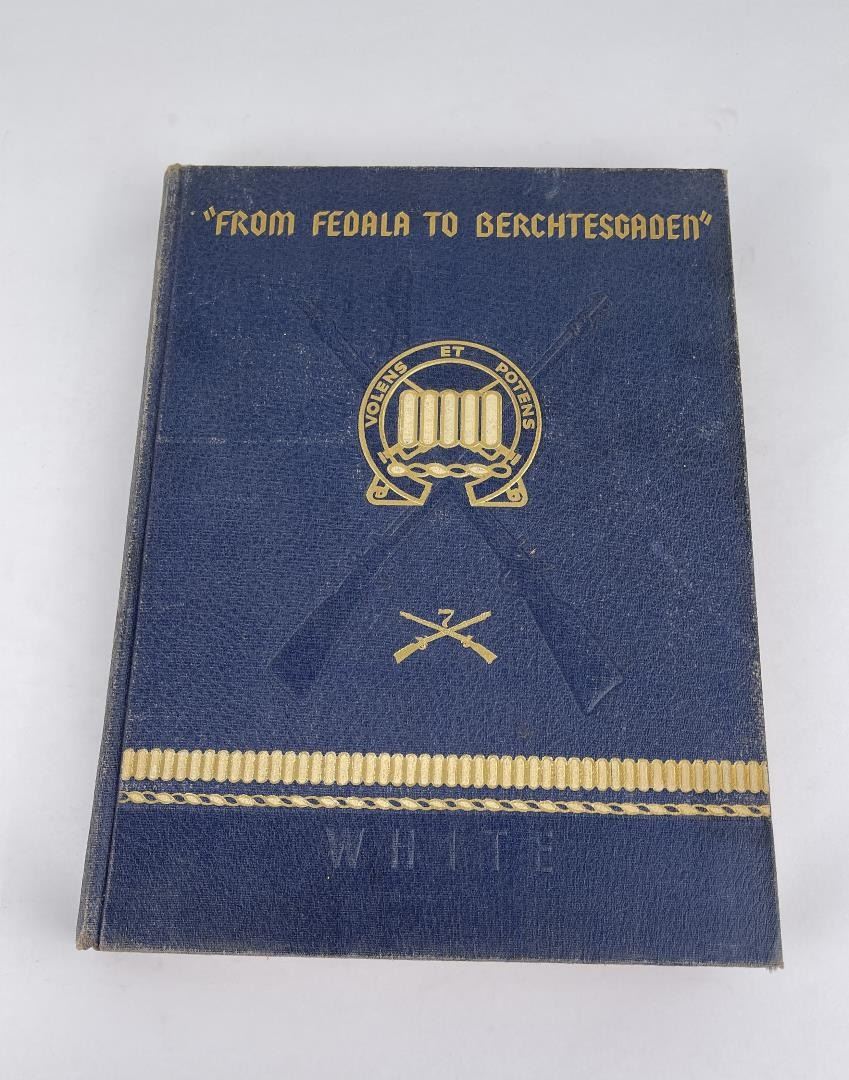 "FROM FEDALA TO BERCHTESGADEN"
VOLENS ET POTENS
7
WHITE